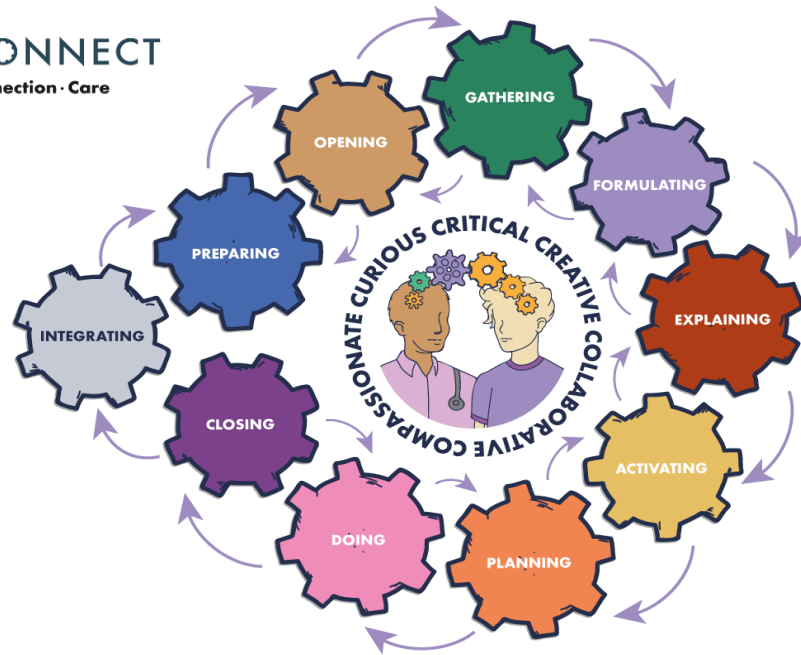 ONNECT
nection · Care
OPENING
GATHERING
FORMULATING
PREPARING
EXPLAINING
INTEGRATING
CLOSING
ACTIVATING
DOING
PLANNING
COMPASSIONATE CURIOUS CRITICAL CREATIVE COLLABORATIVE